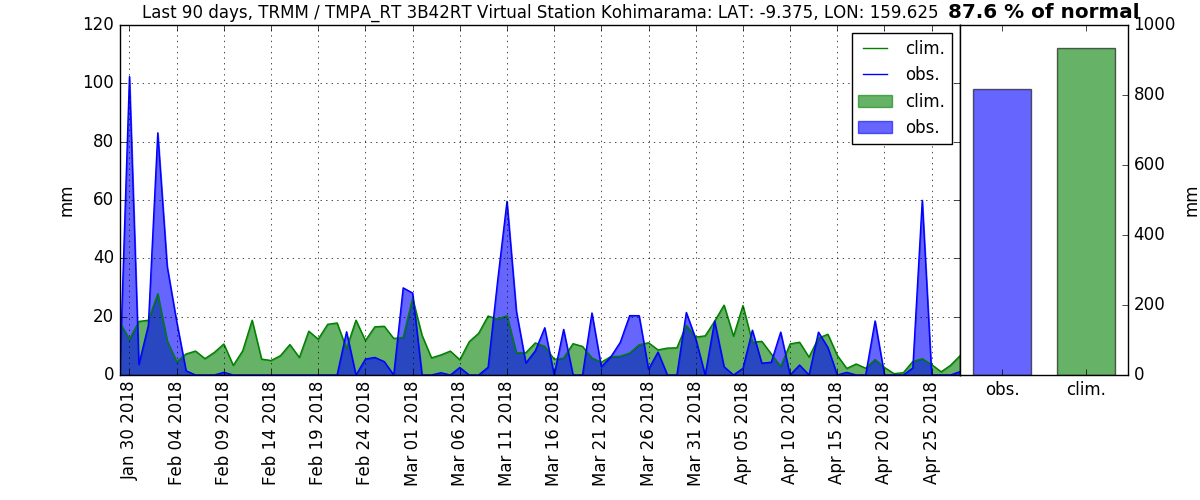 Last 90 days, TRMM / TMPA_RT 3B42RT Virtual Station Kohimarama: LAT: -9.375, LON: 159.625 87.6 % of normal
120
100
80
60
40
20
0
mm
clim.
obs.
clim.
obs.
Jan 30 2018
Feb 04 2018
Feb 09 2018
Feb 14 2018
Feb 19 2018
Feb 24 2018
Mar 01 2018
Mar 06 2018
Mar 11 2018
Mar 16 2018
Mar 21 2018
Mar 26 2018
Mar 31 2018
Apr 05 2018
Apr 10 2018
Apr 15 2018
Apr 20 2018
Apr 25 2018
1000
800
600
400
200
0
mm
obs. clim.